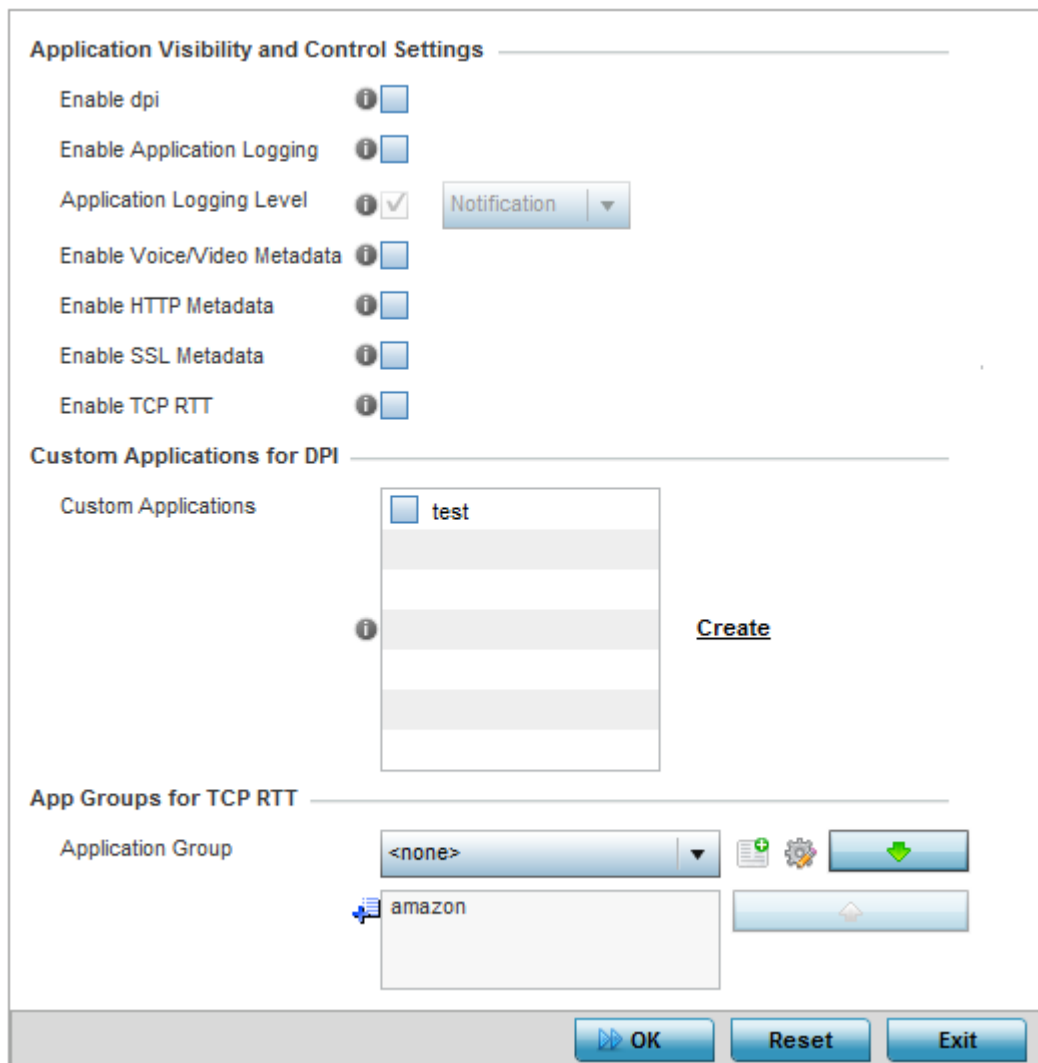 Application Visibility and Control Settings
Enable dpi
Enable Application Logging
Application Logging Level Notification
Enable Voice/Video Metadata
Enable HTTP Metadata
Enable SSL Metadata
Enable TCP RTT
Custom Applications for DPI
Custom Applications
test
Create
App Groups for TCP RTT
Application Group <none>
amazon
OK Reset Exit